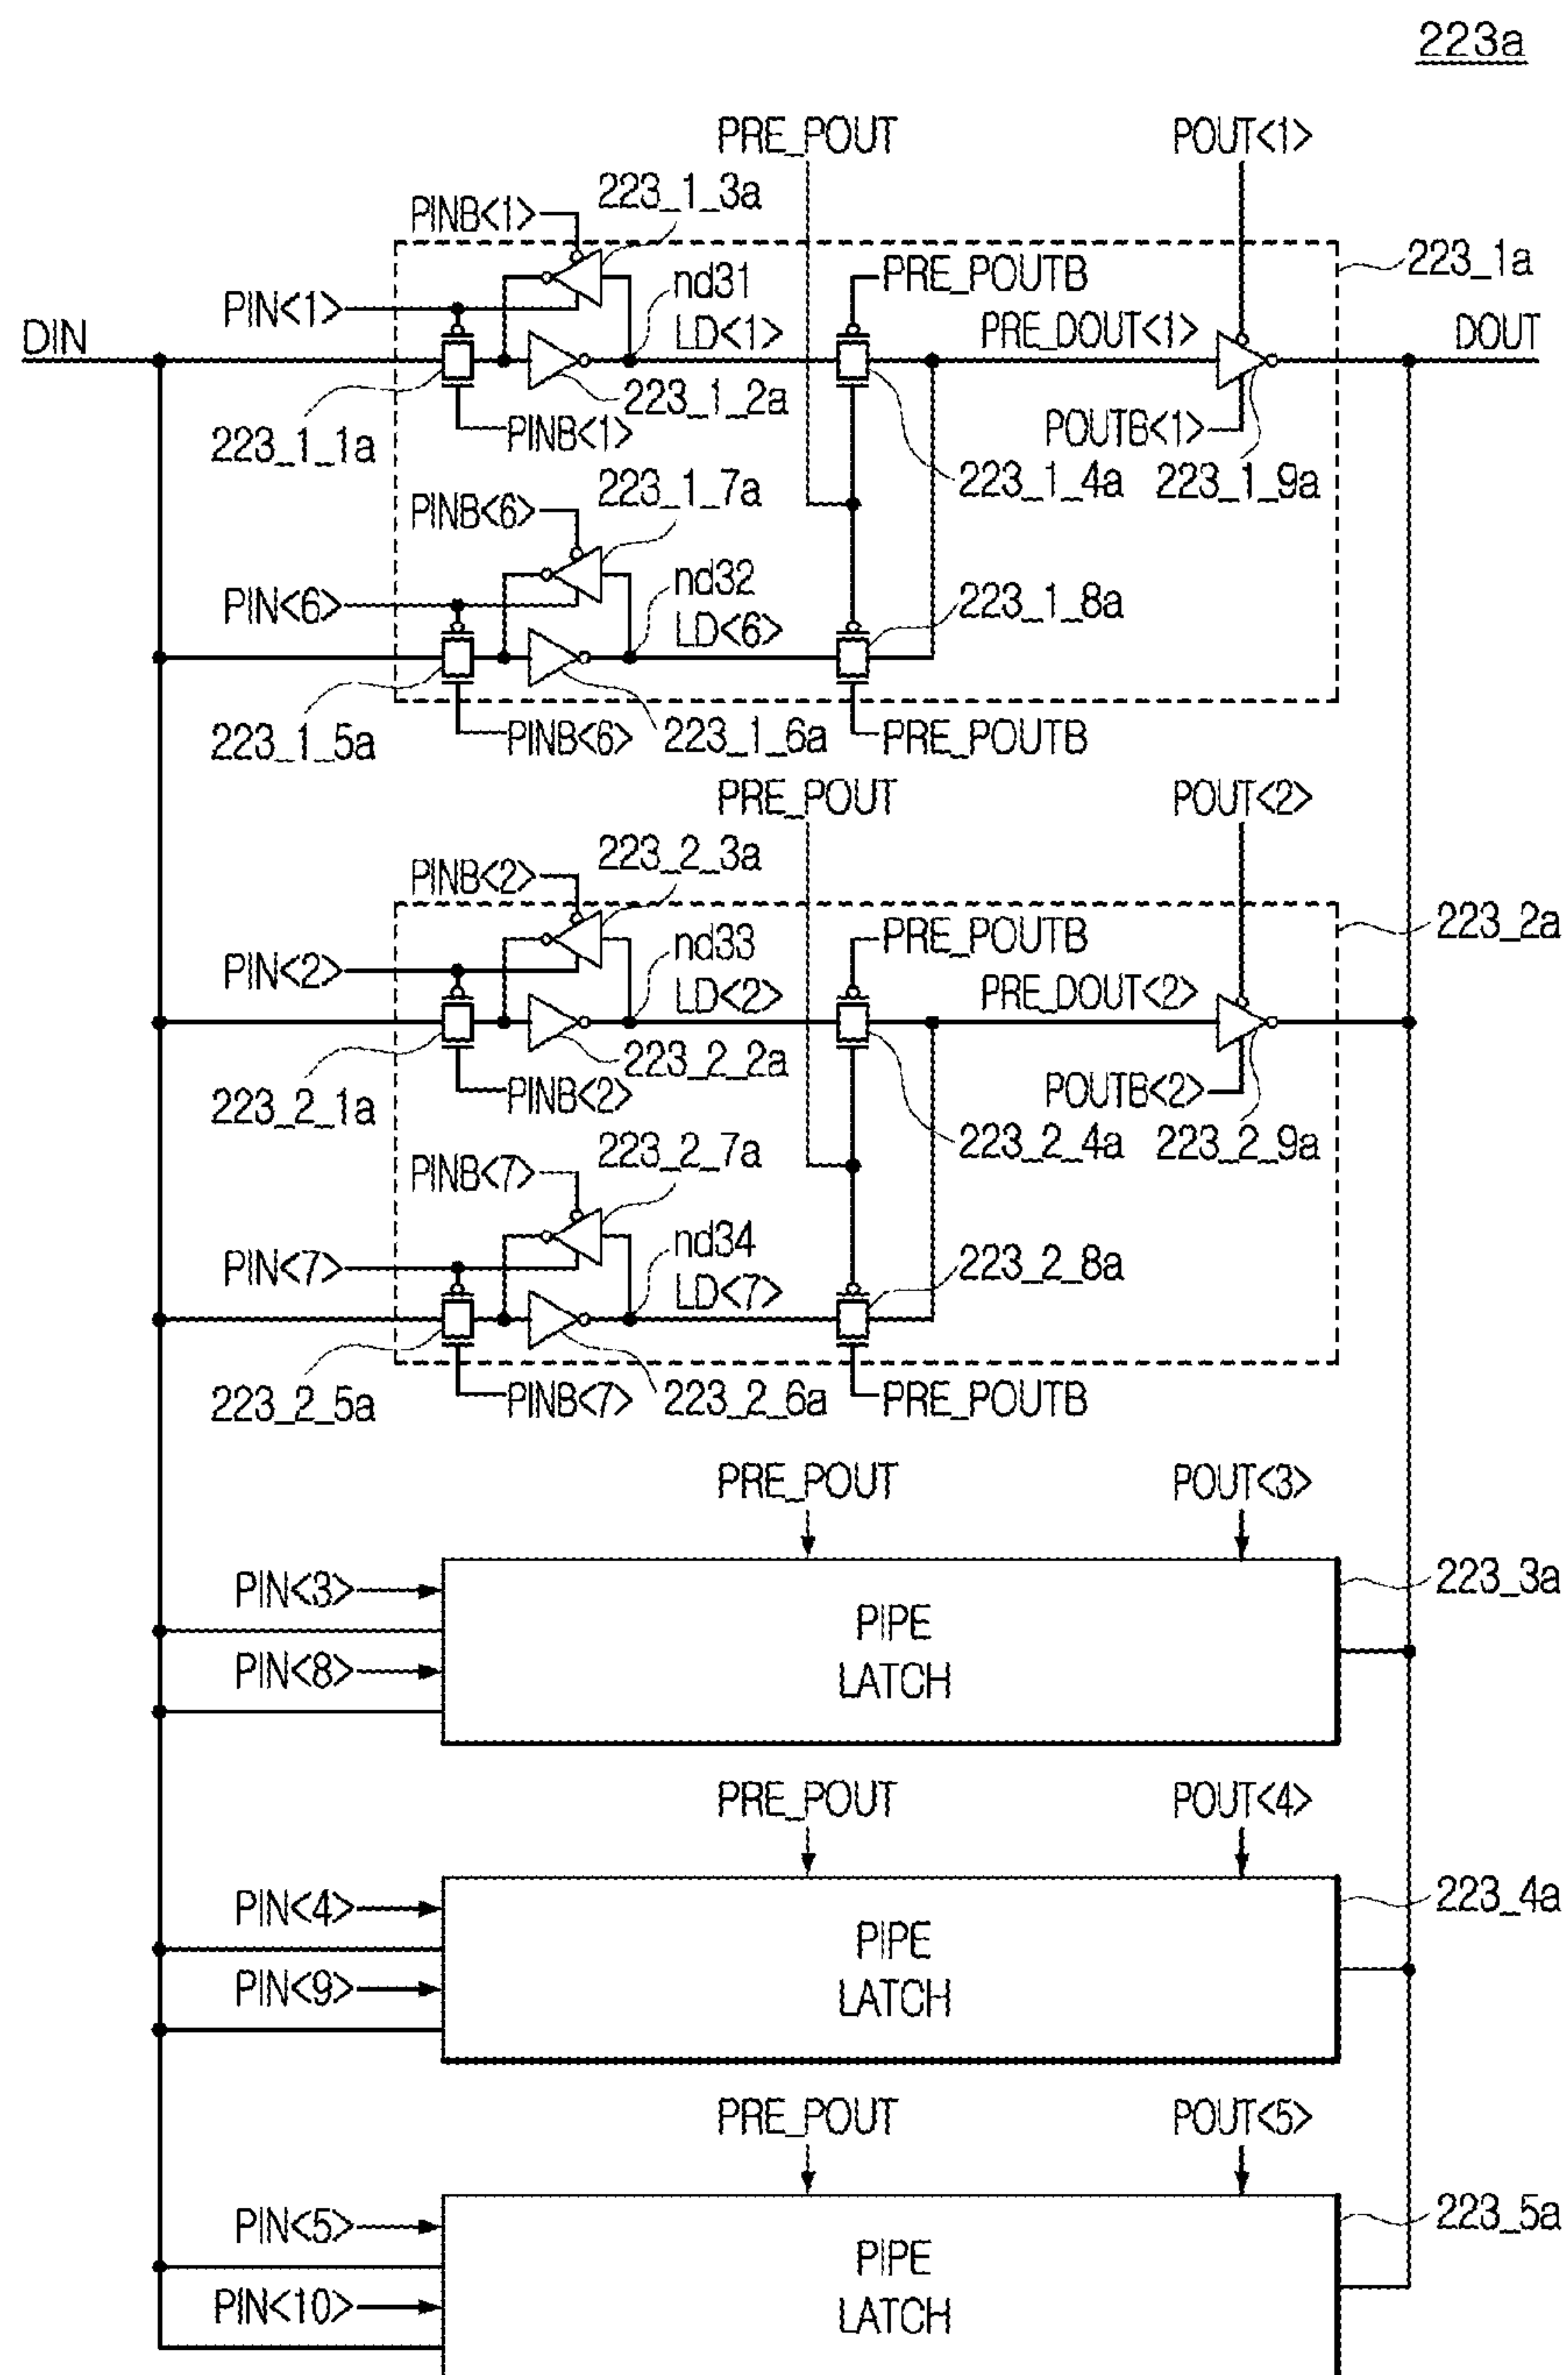 223a
PRE_POUT
POUT<1>
PINB<1>
223_1_3a
223_1a
PIN<1>
nd31
PRE_POUTB
DIN
LD<1>
PRE_DOUT<1>
DOUT
223_1_1a
PINB<1>
223_1_2a
POUTB<1>
223_1_4a
223_1_9a
PINB<6>
223_1_7a
PIN<6>
nd32
LD<6>
223_1_8a
223_1_5a
PINB<6>
223_1_6a
PRE_POUTB
PRE_POUT
POUT<2>
PINB<2>
223_2_3a
223_2a
PIN<2>
nd33
PRE_POUTB
LD<2>
PRE_DOUT<2>
223_2_1a
PINB<2>
223_2_2a
POUTB<2>
223_2_4a
223_2_9a
PINB<7>
223_2_7a
PIN<7>
nd34
LD<7>
223_2_8a
223_2_5a
PINB<7>
223_2_6a
PRE_POUTB
PRE_POUT
POUT<3>
PIN<3>
223_3a
PIPE
LATCH
PIN<8>
PRE_POUT
POUT<4>
PIN<4>
223_4a
PIPE
LATCH
PIN<9>
PRE_POUT
POUT<5>
PIN<5>
223_5a
PIPE
LATCH
PIN<10>